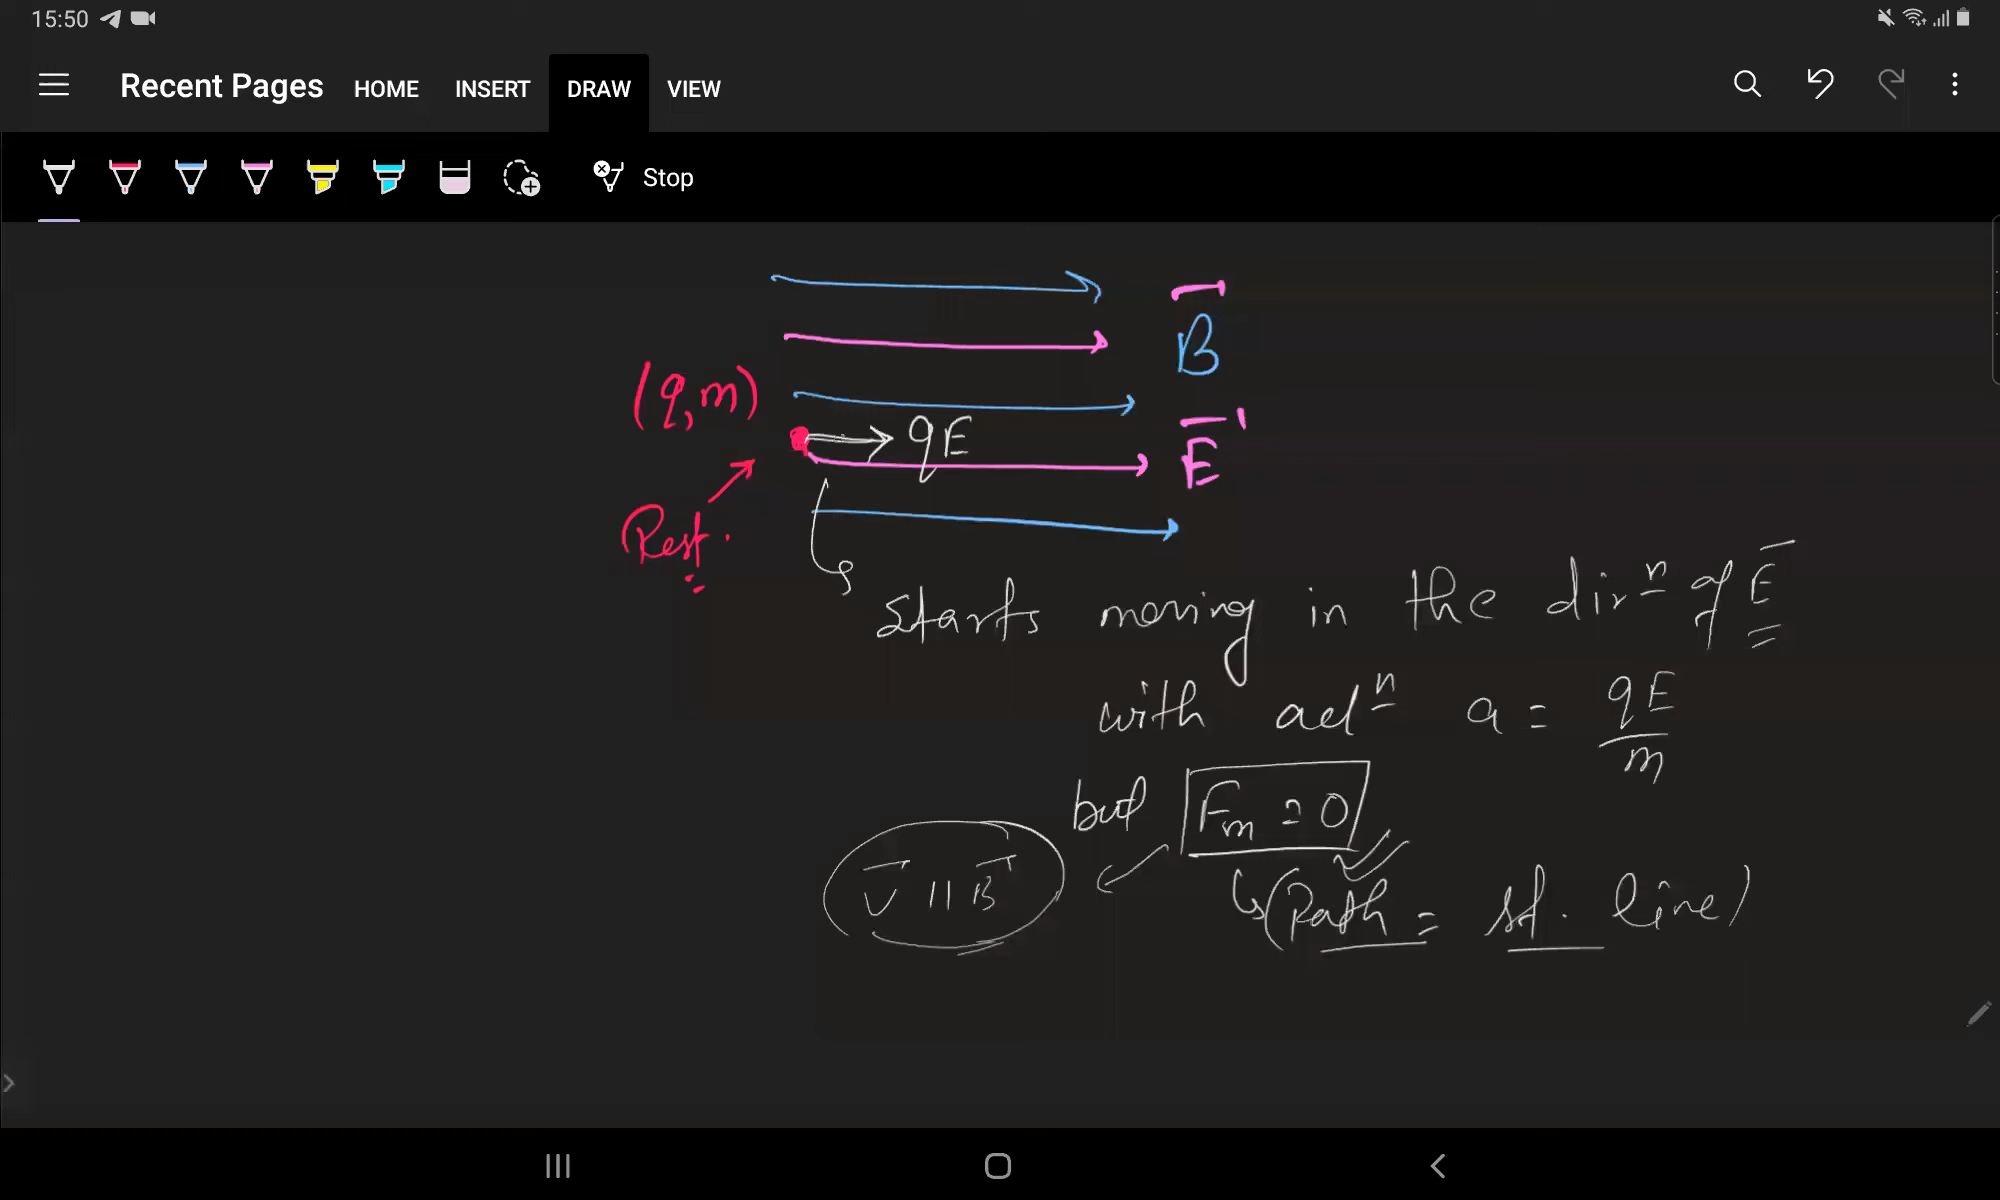 15:50
Recent Pages HOME INSERT DRAW VIEW
Stop
B
(q,m)
qE
E
Rest.
starts moving in the dirⁿ of E
with aclⁿ a = qE/m
but Fm = 0
V || B
(Path = st. line)